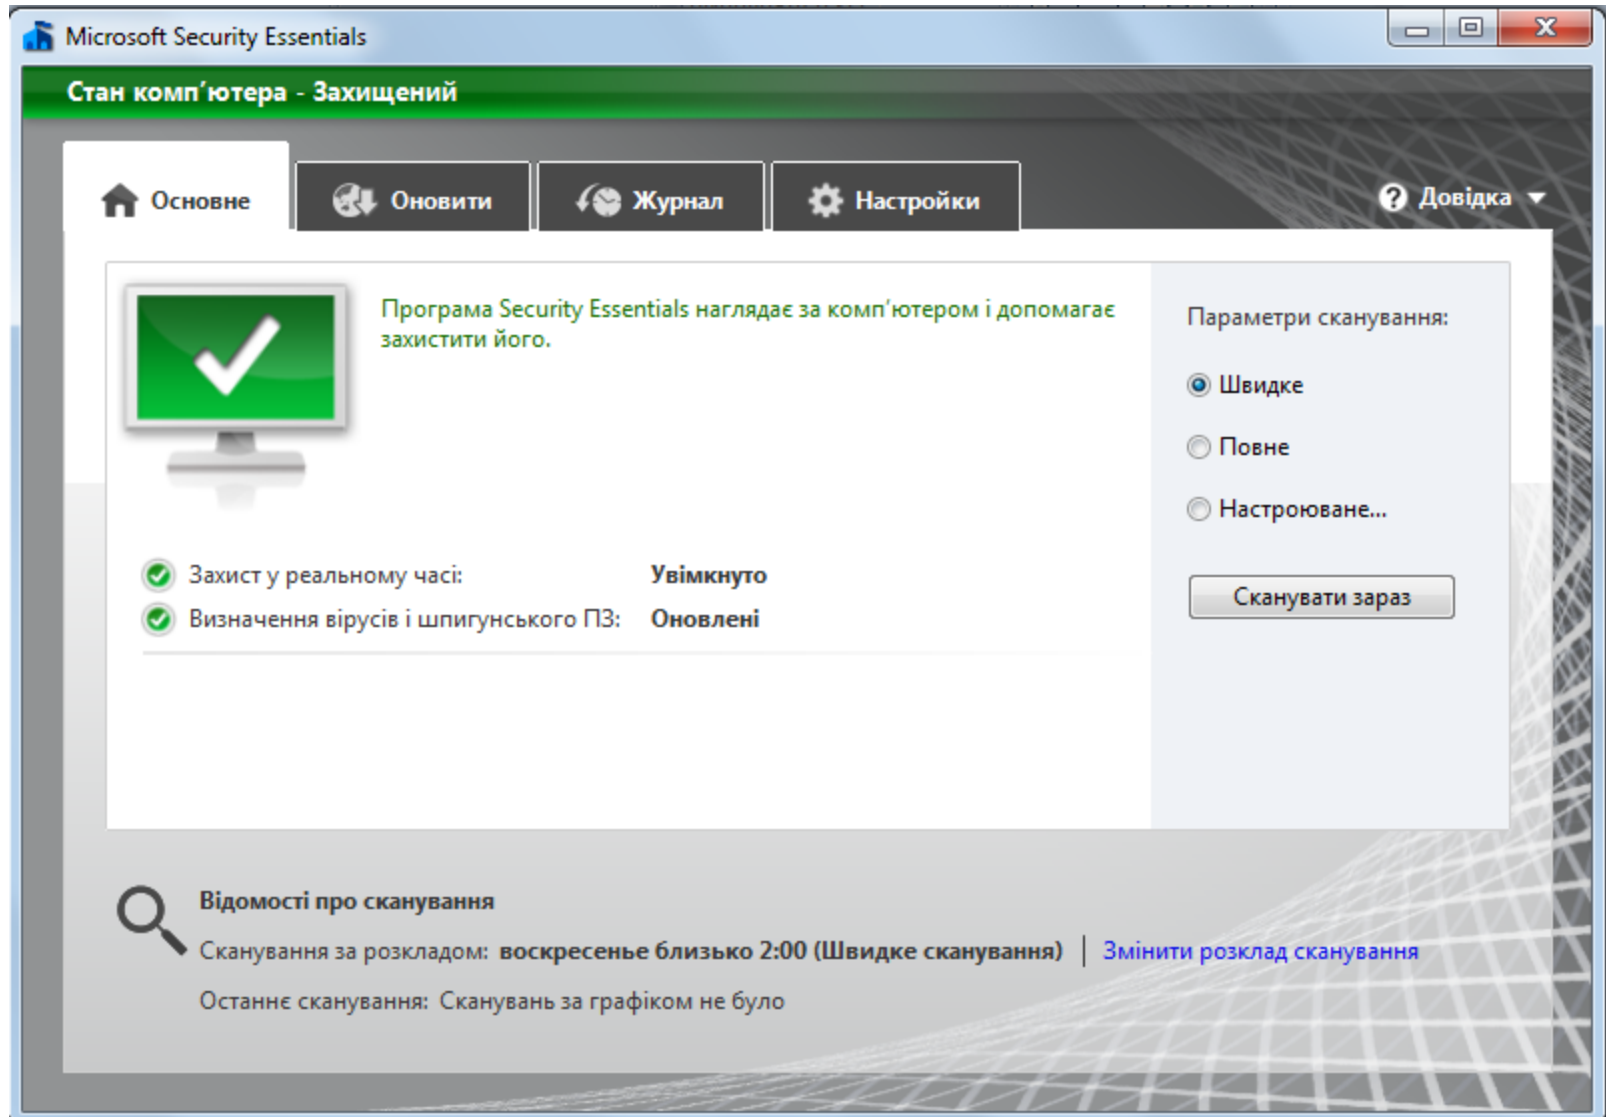 Microsoft Security Essentials
Стан комп'ютера - Захищений
Основне
Оновити
Журнал
Настройки
Довідка
Програма Security Essentials наглядає за комп'ютером і допомагає
захистити його.
Параметри сканування:
Швидке
Повне
Настроюване...
Сканувати зараз
Захист у реальному часі: Увімкнуто
Визначення вірусів і шпигунського ПЗ: Оновлені
Відомості про сканування
Сканування за розкладом: воскресенье близько 2:00 (Швидке сканування) | Змінити розклад сканування
Останнє сканування: Сканувань за графіком не було